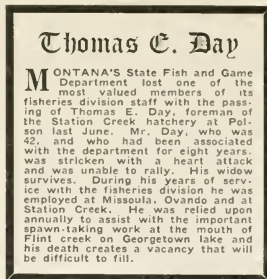 Thomas E. Day
MONTANA'S State Fish and Game
Department lost one of the
most valued members of its
fisheries division staff with the pass-
ing of Thomas E. Day, foreman of
the Station Creek hatchery at Pol-
son last June. Mr. Day, who was
42, and who had been associated
with the department for eight years.
was stricken with a heart attack
and was unable to rally. His widow
survives. During his years of serv-
ice with the fisheries division he was
employed at Missoula, Ovando and at
Station Creek. He was relied upon
annually to assist with the important
spawn-taking work at the mouth of
Flint creek on Georgetown lake and
his death creates a vacancy that will
be difficult to fill.